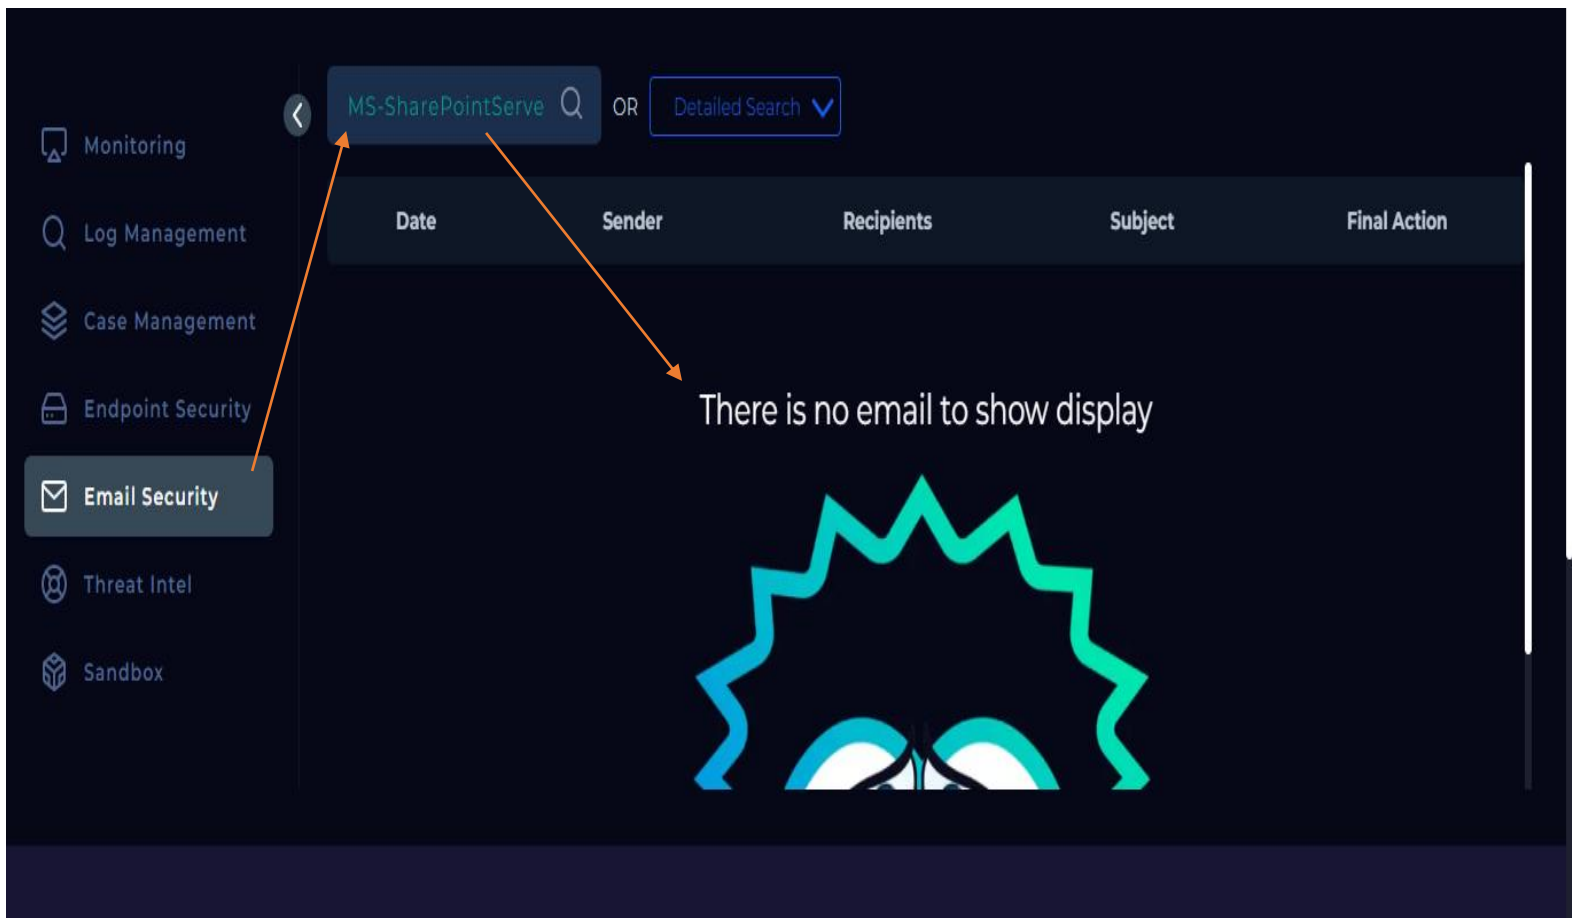 MS-SharePointServe
OR
Detailed Search
Monitoring
Log Management
Case Management
Endpoint Security
Email Security
Threat Intel
Sandbox
Date Sender Recipients Subject Final Action
There is no email to show display